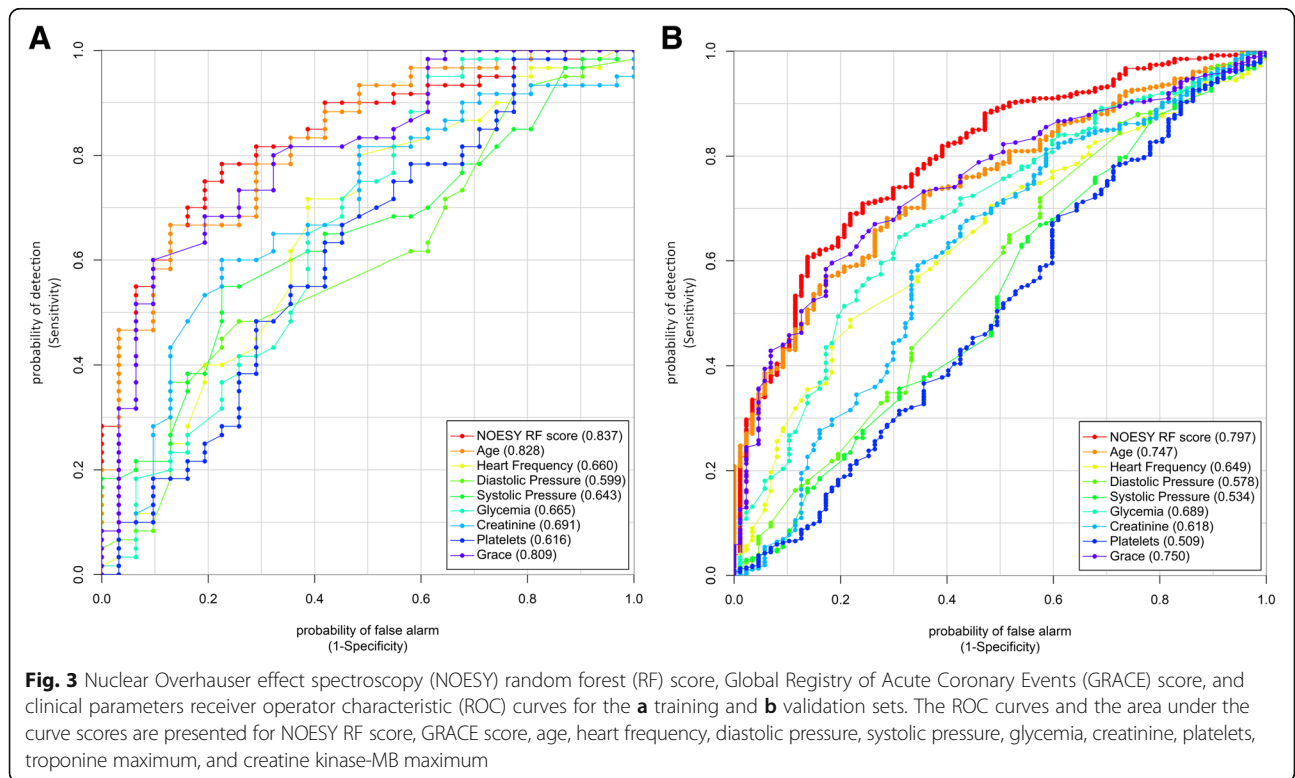 A
1.0
0.8
0.6
0.4
0.2
0.0
probability of detection
(Sensitivity)
NOESY RF score (0.837)
Age (0.828)
Heart Frequency (0.660)
Diastolic Pressure (0.599)
Systolic Pressure (0.643)
Glycemia (0.665)
Creatinine (0.691)
Platelets (0.616)
Grace (0.809)
0.0 0.2 0.4 0.6 0.8 1.0
probability of false alarm
(1-Specificity)
B
1.0
0.8
0.6
0.4
0.2
0.0
probability of detection
(Sensitivity)
NOESY RF score (0.797)
Age (0.747)
Heart Frequency (0.649)
Diastolic Pressure (0.578)
Systolic Pressure (0.534)
Glycemia (0.689)
Creatinine (0.618)
Platelets (0.509)
Grace (0.750)
0.0 0.2 0.4 0.6 0.8 1.0
probability of false alarm
(1-Specificity)
Fig. 3 Nuclear Overhauser effect spectroscopy (NOESY) random forest (RF) score, Global Registry of Acute Coronary Events (GRACE) score, and
clinical parameters receiver operator characteristic (ROC) curves for the a training and b validation sets. The ROC curves and the area under the
curve scores are presented for NOESY RF score, GRACE score, age, heart frequency, diastolic pressure, systolic pressure, glycemia, creatinine, platelets,
troponine maximum, and creatine kinase-MB maximum